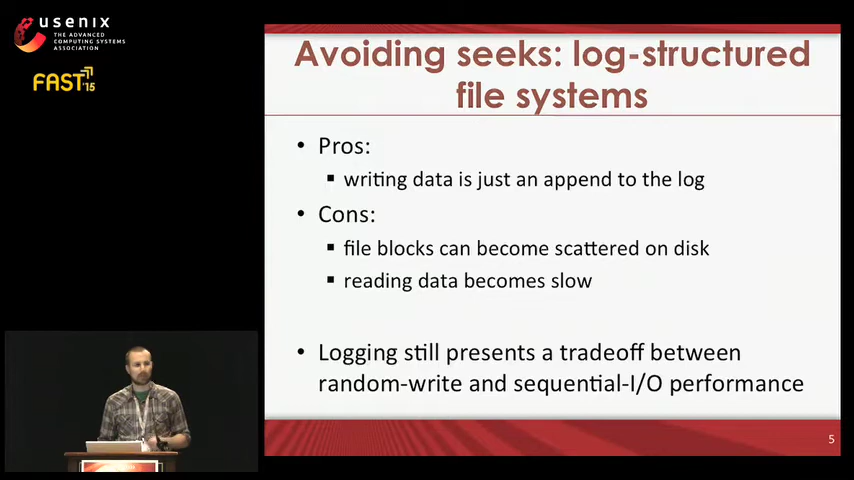 usenix
THE ADVANCED
COMPUTING SYSTEMS
ASSOCIATION
FAST'15
Avoiding seeks: log-structured
file systems
• Pros:
▪ writing data is just an append to the log
• Cons:
▪ file blocks can become scattered on disk
▪ reading data becomes slow
• Logging still presents a tradeoff between
random-write and sequential-I/O performance
5